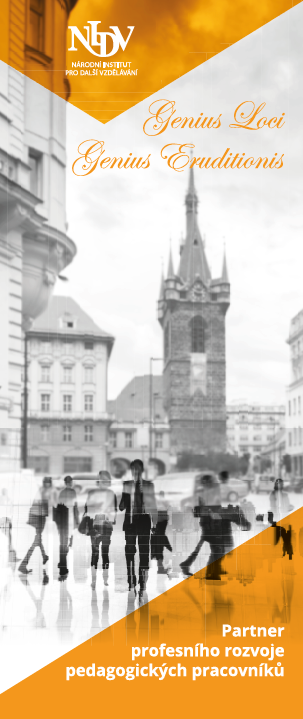 NIDV
NÁRODNÍ INSTITUT
PRO DALŠÍ VZDĚLÁVÁNÍ
Genius Loci
Genius Eruditionis
Partner
profesního rozvoje
pedagogických pracovníků